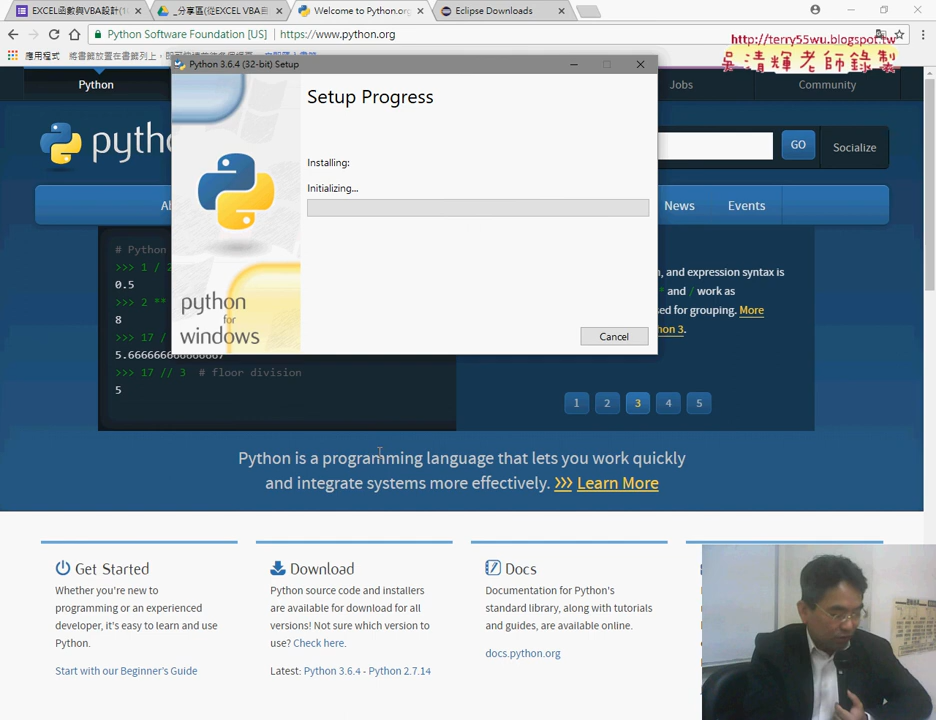 EXCEL函數與VBA設計(10
_分享區(從EXCEL VBA目
Welcome to Python.org
Eclipse Downloads
Python Software Foundation [US] | https://www.python.org
http://terry55wu.blogspot.tw
吳清輝老師錄製
應用程式
Python 3.6.4 (32-bit) Setup
Python
Jobs
Community
Setup Progress
pyth
GO
Socialize
Installing:
Initializing...
News
Events
# Python
>>> 1 / 2
0.5
>>> 2 **
8
>>> 17 /
5.666666666666667
>>> 17 // 3 # floor division
5
, and expression syntax is
and / work as
sed for grouping. More
hon 3.
python
for
windows
Cancel
1 2 3 4 5
Python is a programming language that lets you work quickly
and integrate systems more effectively. >>> Learn More
Get Started
Whether you're new to
programming or an experienced
developer, it's easy to learn and use
Python.
Start with our Beginner's Guide
Download
Python source code and installers
are available for download for all
versions! Not sure which version to
use? Check here.
Latest: Python 3.6.4 - Python 2.7.14
Docs
Documentation for Python's
standard library, along with tutorials
and guides, are available online.
docs.python.org